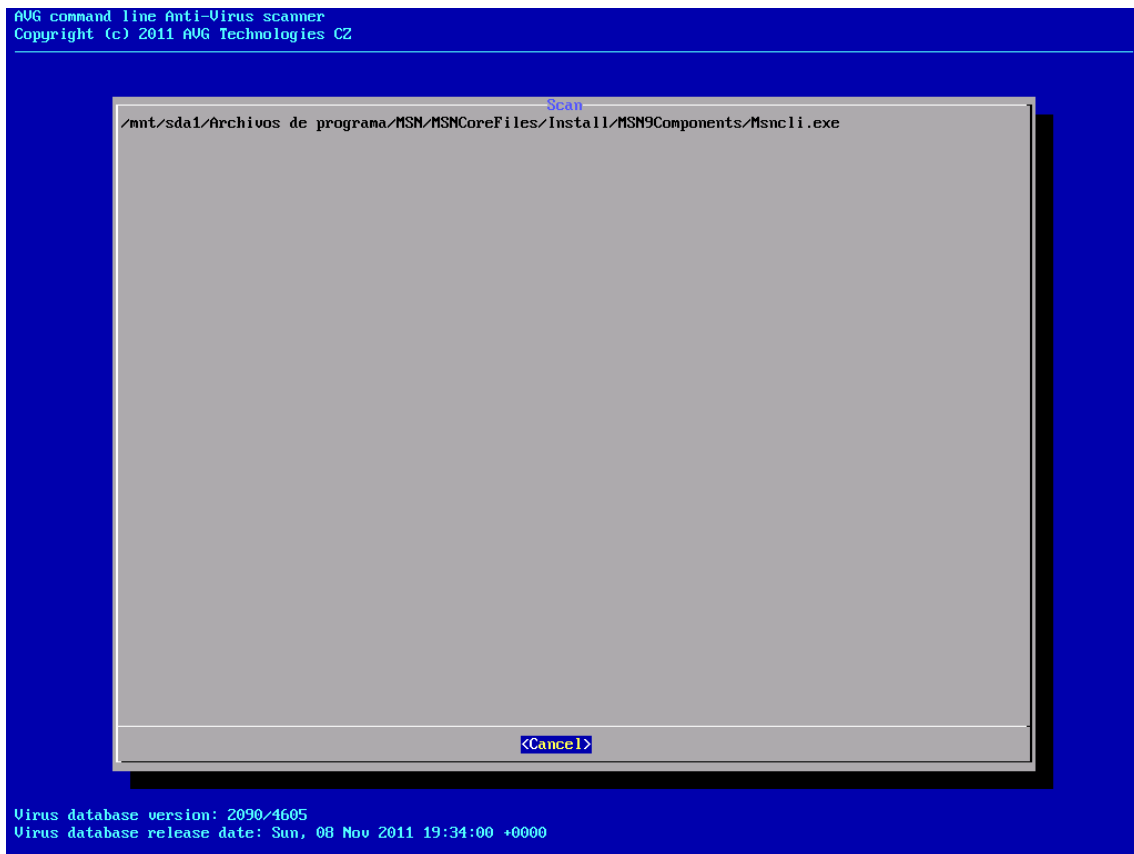 AVG command line Anti-Virus scanner
Copyright (c) 2011 AVG Technologies CZ
Scan
/mnt/sda1/Archivos de programa/MSN/MSNCoreFiles/Install/MSN9Components/Msncli.exe
<Cancel>
Virus database version: 2090/4605
Virus database release date: Sun, 08 Nov 2011 19:34:00 +0000